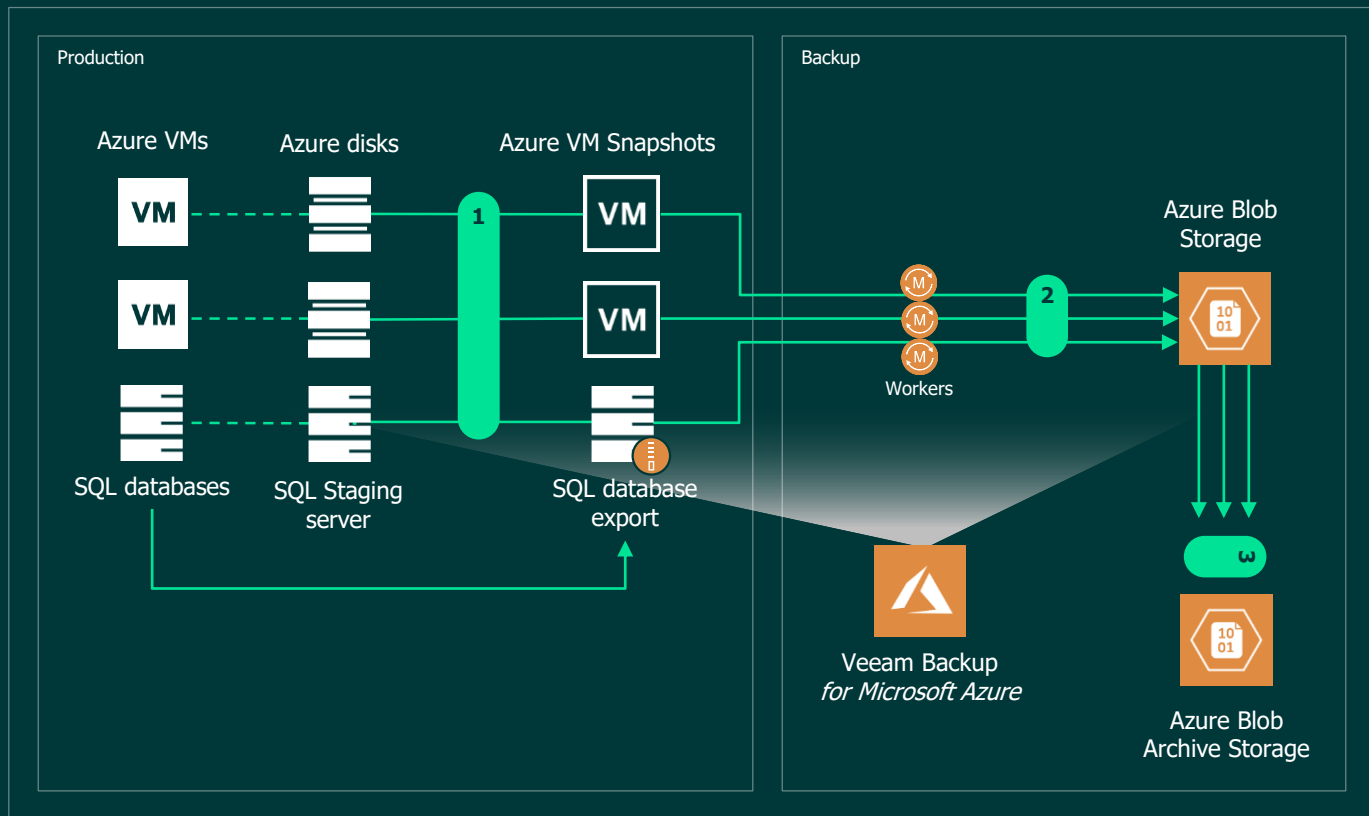 Production
Backup
Azure VMs
Azure disks
Azure VM Snapshots
VM
VM
1
VM
VM
SQL databases
SQL Staging
server
SQL database
export
M
M
M
Workers
2
Azure Blob
Storage
10
01
3
10
01
Azure Blob
Archive Storage
Veeam Backup
for Microsoft Azure